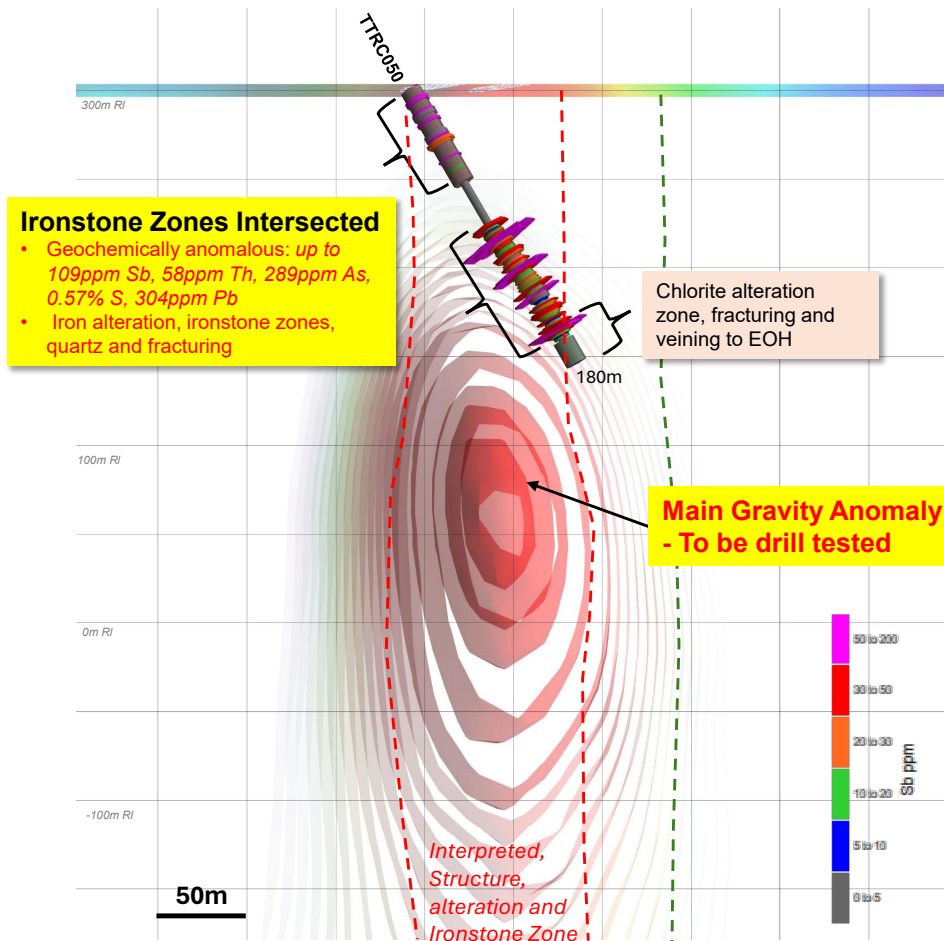 TTRC050
300m Rl
Ironstone Zones Intersected
• Geochemically anomalous: up to
109ppm Sb, 58ppm Th, 289ppm As,
0.57% S, 304ppm Pb
• Iron alteration, ironstone zones,
quartz and fracturing
Chlorite alteration
zone, fracturing and
veining to EOH
180m
100m Rl
Main Gravity Anomaly
- To be drill tested
0m Rl
50 to 200
30 to 50
20 to 30
10 to 20
5 to 10
0 to 5
Sb ppm
-100m Rl
Interpreted,
Structure,
alteration and
Ironstone Zone
50m